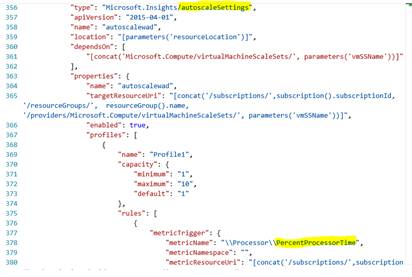 356 "type": "Microsoft.Insights/autoscaleSettings",
357 "apiVersion": "2015-04-01",
358 "name": "autoscalewad",
359 "location": "[parameters('resourceLocation')]",
360 "dependsOn": [
361 "[concat('Microsoft.Compute/virtualMachineScaleSets/', parameters('vmSSName'))]"
362 ],
363 "properties": {
364 "name": "autoscalewad",
365 "targetResourceUri": "[concat('/subscriptions/',subscription().subscriptionId,
'/resourceGroups/', resourceGroup().name,
'/providers/Microsoft.Compute/virtualMachineScaleSets/', parameters('vmSSName'))]",
366 "enabled": true,
367 "profiles": [
368 {
369 "name": "Profile1",
370 "capacity": {
371 "minimum": "1",
372 "maximum": "10",
373 "default": "1"
374 },
375 "rules": [
376 {
377 "metricTrigger": {
378 "metricName": "\\Processor\\PercentProcessorTime",
379 "metricNamespace": "",
380 "metricResourceUri": "[concat('/subscriptions/',subscription